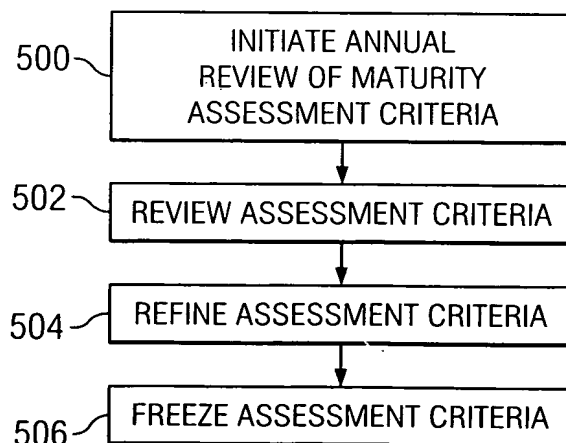 500
INITIATE ANNUAL
REVIEW OF MATURITY
ASSESSMENT CRITERIA
502
REVIEW ASSESSMENT CRITERIA
504
REFINE ASSESSMENT CRITERIA
506
FREEZE ASSESSMENT CRITERIA